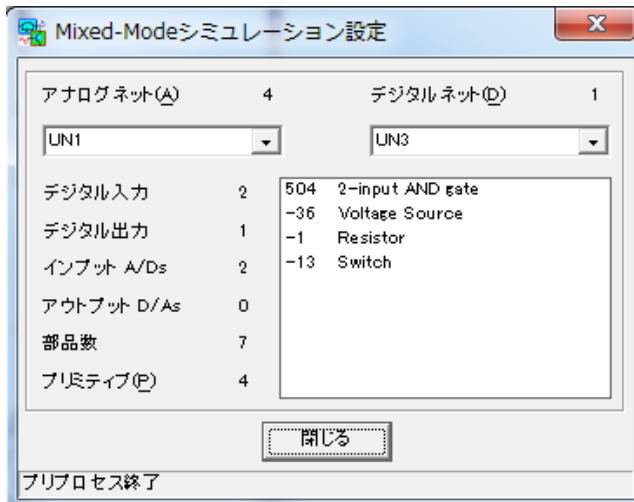 Mixed-Modeシミュレーション設定
アナログネット(A) 4 デジタルネット(D) 1
UN1 UN3
デジタル入力 2
デジタル出力 1
インプット A/Ds 2
アウトプット D/As 0
部品数 7
プリミティブ(P) 4
504 2-input AND gate
-36 Voltage Source
-1 Resistor
-13 Switch
閉じる
プリプロセス終了